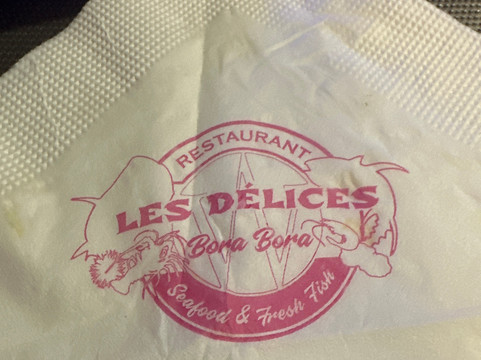 RESTAURANT
LES DÉLICES
Bora Bora
Seafood & Fresh Fish